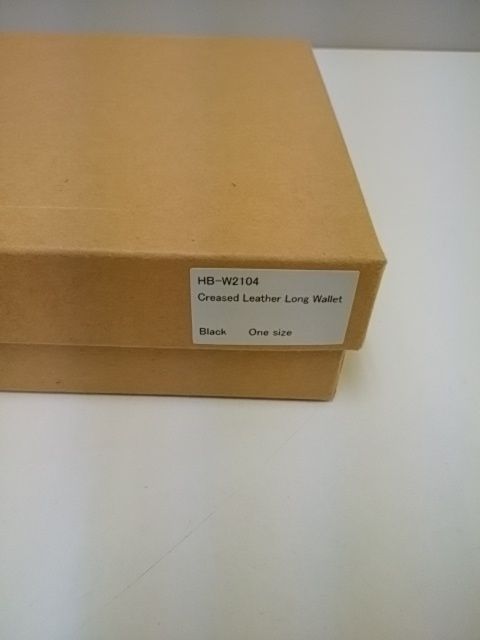 HB-W2104
Creased Leather Long Wallet
Black One size